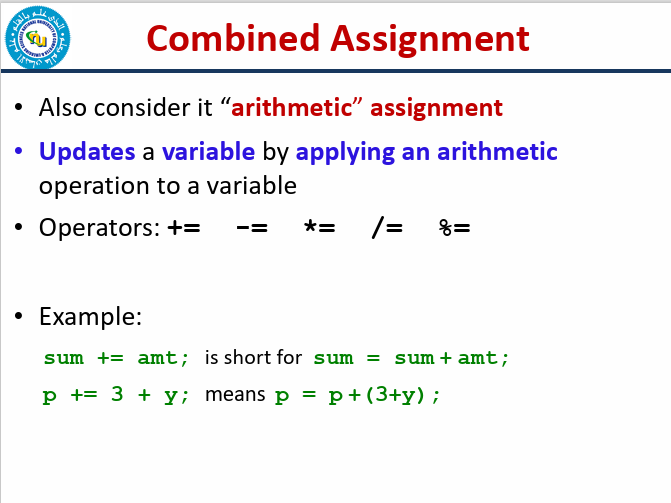 Combined Assignment
• Also consider it “arithmetic” assignment
• Updates a variable by applying an arithmetic
operation to a variable
• Operators: += -= *= /= %=
• Example:
sum += amt; is short for sum = sum + amt;
p += 3 + y; means p = p + (3+y);